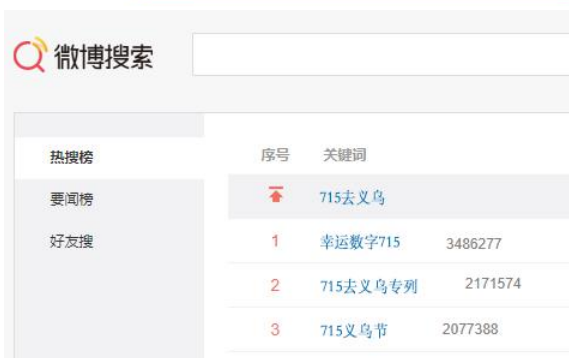 微博搜索
热搜榜
要闻榜
好友搜
序号 关键词
715去义乌
1 幸运数字715 3486277
2 715去义乌专列 2171574
3 715义乌节 2077388